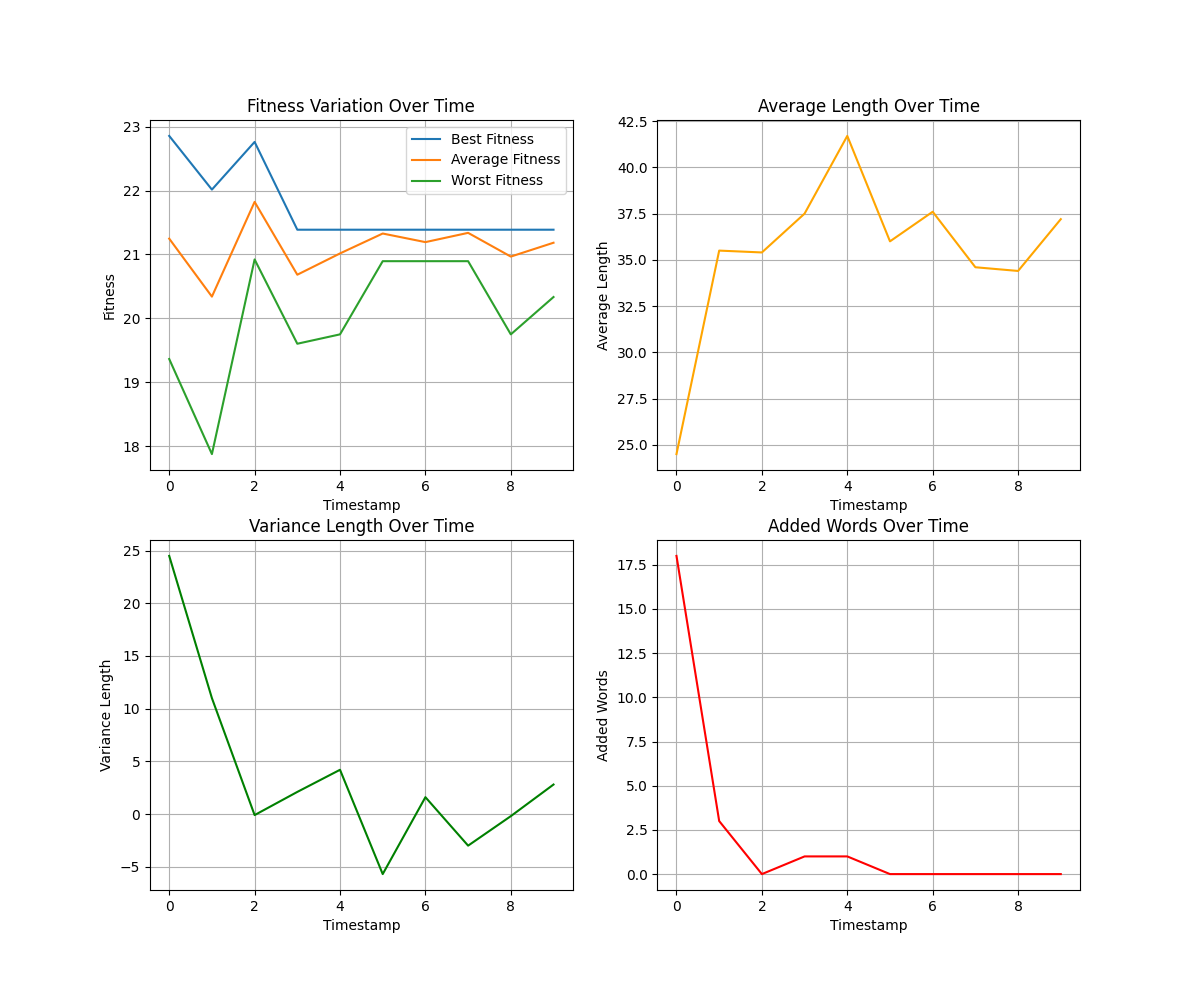 Fitness Variation Over Time
23
22
21
20
19
18
Fitness
Best Fitness
Average Fitness
Worst Fitness
0 2 4 6 8
Timestamp
Average Length Over Time
42.5
40.0
37.5
35.0
32.5
30.0
27.5
25.0
Average Length
0 2 4 6 8
Timestamp
Variance Length Over Time
25
20
15
10
5
0
−5
Variance Length
0 2 4 6 8
Timestamp
Added Words Over Time
17.5
15.0
12.5
10.0
7.5
5.0
2.5
0.0
Added Words
0 2 4 6 8
Timestamp